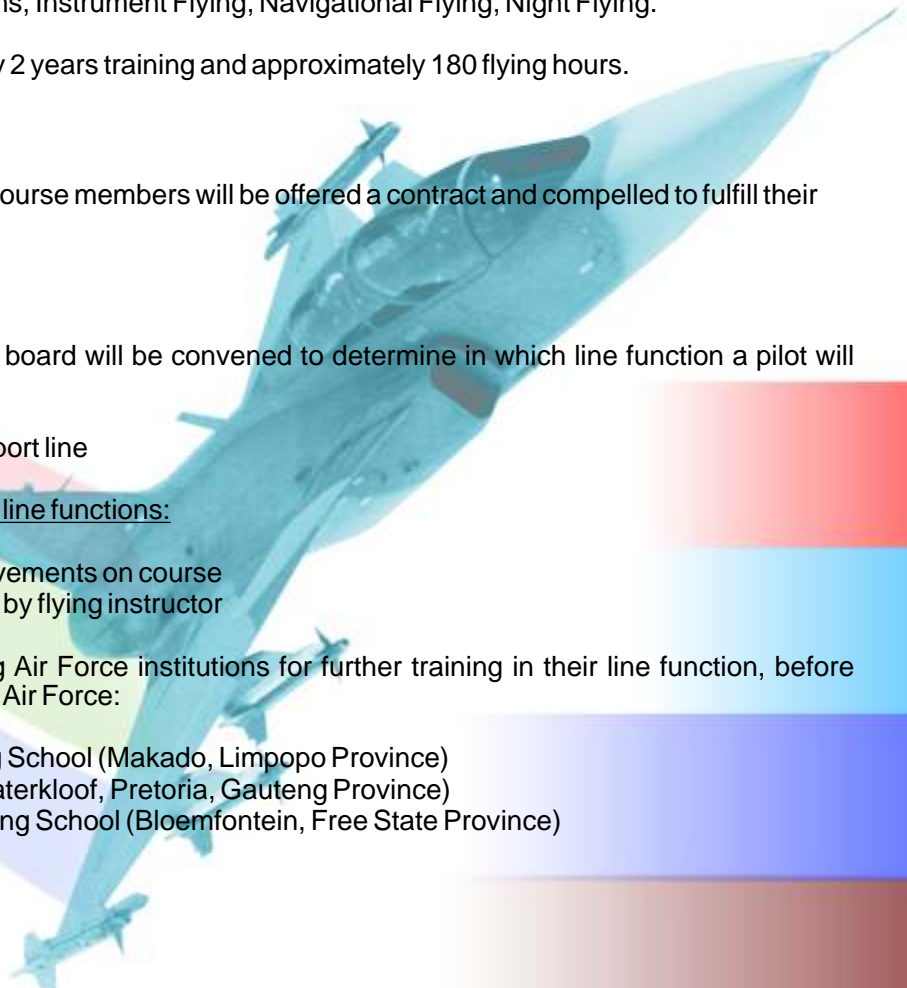 ns, Instrument Flying, Navigational Flying, Night Flying.
y 2 years training and approximately 180 flying hours.
ourse members will be offered a contract and compelled to fulfill their
board will be convened to determine in which line function a pilot will
port line
line functions:
vements on course
by flying instructor
g Air Force institutions for further training in their line function, before
Air Force:
g School (Makado, Limpopo Province)
aterkloof, Pretoria, Gauteng Province)
ng School (Bloemfontein, Free State Province)